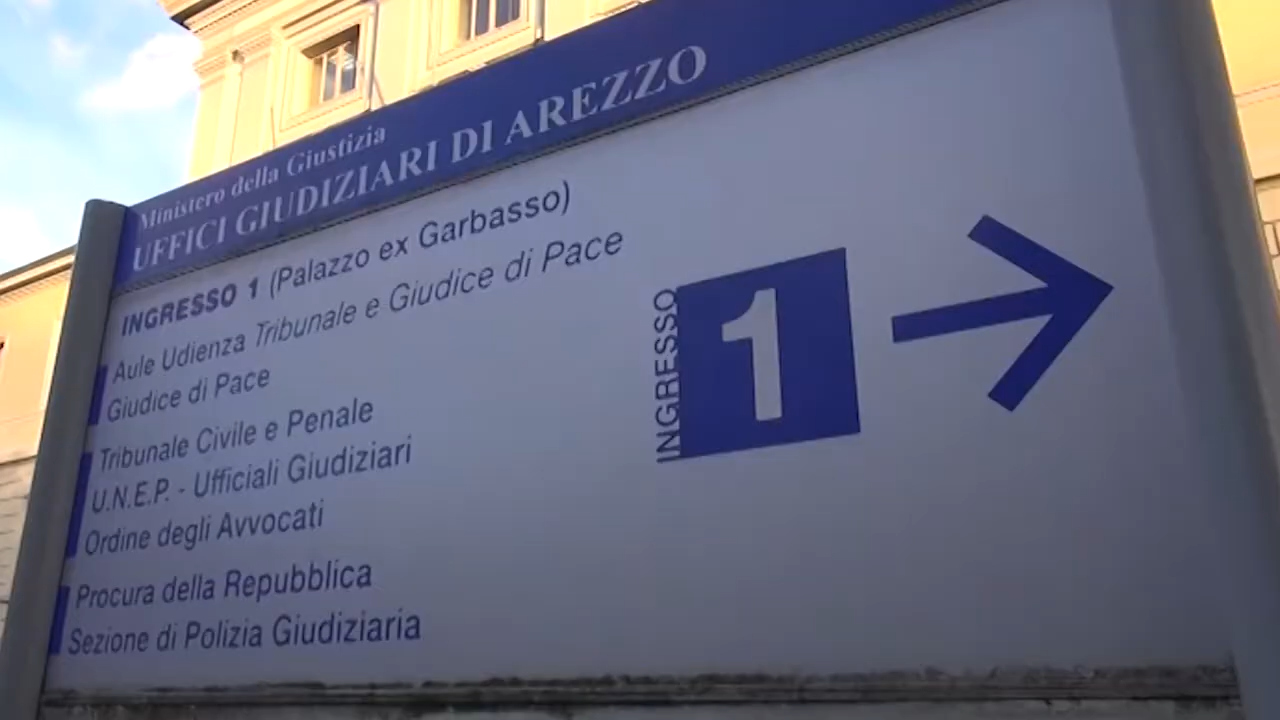 Ministero della Giustizia
UFFICI GIUDIZIARI DI AREZZO
INGRESSO 1 (Palazzo ex Garbasso)
Aule Udienza Tribunale e Giudice di Pace
Giudice di Pace
Tribunale Civile e Penale
U.N.E.P. - Ufficiali Giudiziari
Ordine degli Avvocati
Procura della Repubblica
Sezione di Polizia Giudiziaria
INGRESSO
1